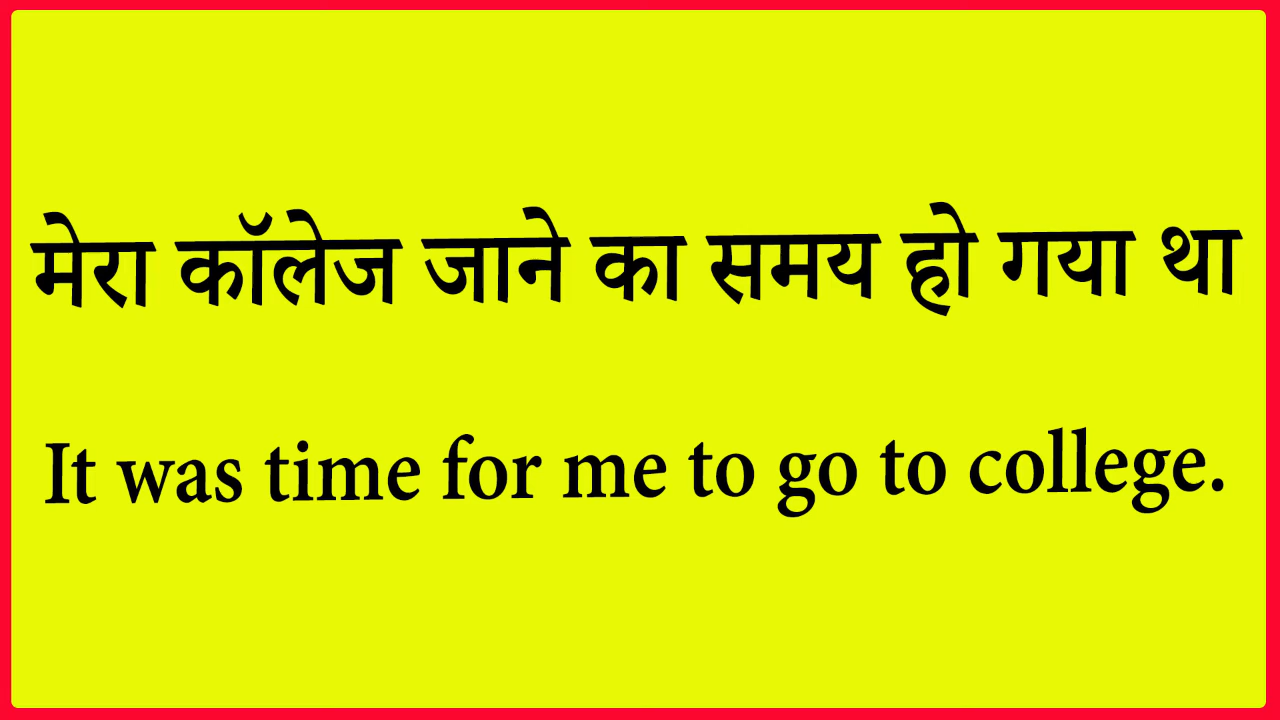 मेरा कॉलेज जाने का समय हो गया था
It was time for me to go to college.